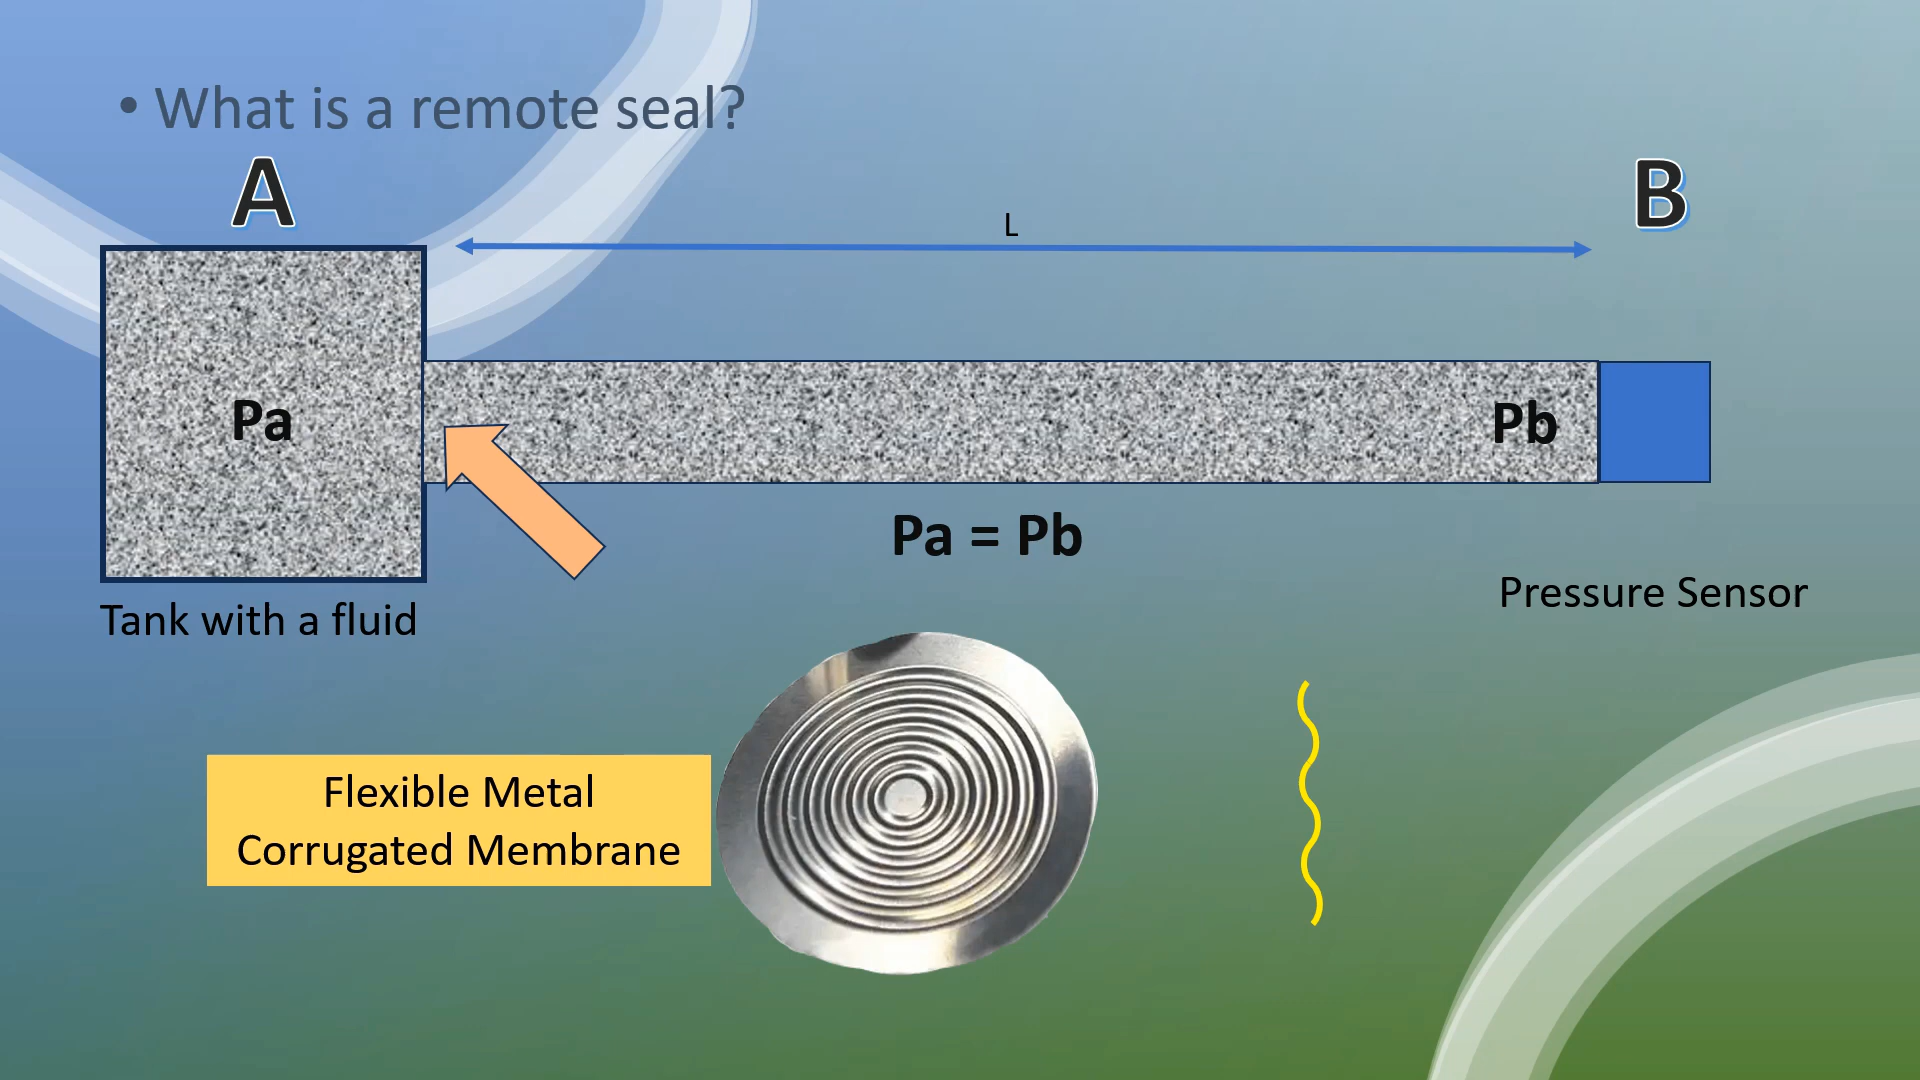 • What is a remote seal?
A
B
L
Pa
Pb
Pa = Pb
Tank with a fluid
Pressure Sensor
Flexible Metal
Corrugated Membrane